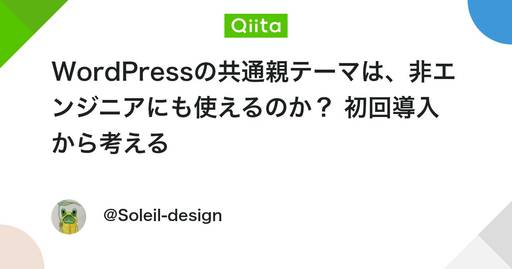 Qiita
WordPressの共通親テーマは、非エ
ンジニアにも使えるのか？ 初回導入
から考える
@Soleil-design